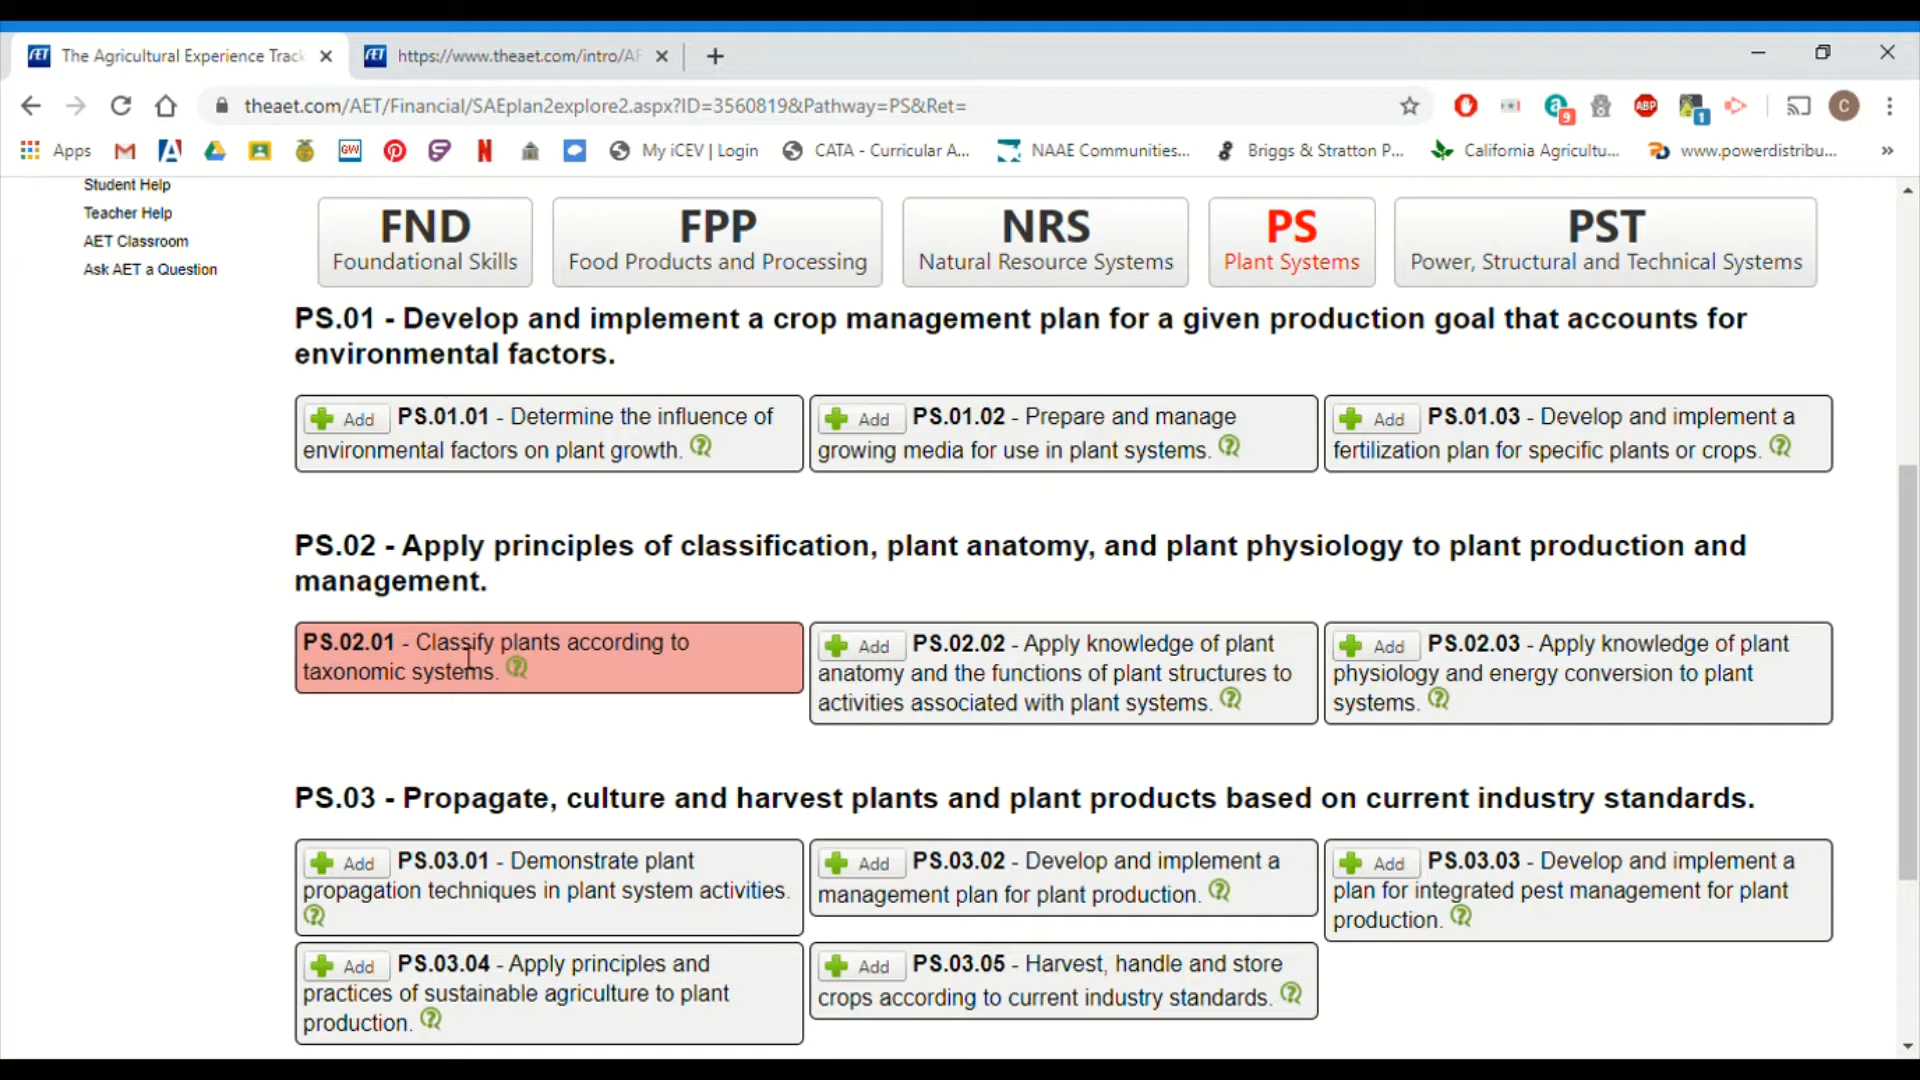 The Agricultural Experience Track
https://www.theaet.com/intro/AE
theaet.com/AET/Financial/SAEplan2explore2.aspx?ID=3560819&Pathway=PS&Ret=
9
ABP
1
C
Apps
GW
My iCEV | Login
CATA - Curricular A...
NAAE Communities...
Briggs & Stratton P...
California Agricultu...
www.powerdistribu...
Student Help
Teacher Help
AET Classroom
Ask AET a Question
FND
Foundational Skills
FPP
Food Products and Processing
NRS
Natural Resource Systems
PS
Plant Systems
PST
Power, Structural and Technical Systems
PS.01 - Develop and implement a crop management plan for a given production goal that accounts for
environmental factors.
Add PS.01.01 - Determine the influence of
environmental factors on plant growth.
Add PS.01.02 - Prepare and manage
growing media for use in plant systems.
Add PS.01.03 - Develop and implement a
fertilization plan for specific plants or crops.
PS.02 - Apply principles of classification, plant anatomy, and plant physiology to plant production and
management.
PS.02.01 - Classify plants according to
taxonomic systems.
Add PS.02.02 - Apply knowledge of plant
anatomy and the functions of plant structures to
activities associated with plant systems.
Add PS.02.03 - Apply knowledge of plant
physiology and energy conversion to plant
systems.
PS.03 - Propagate, culture and harvest plants and plant products based on current industry standards.
Add PS.03.01 - Demonstrate plant
propagation techniques in plant system activities.
Add PS.03.02 - Develop and implement a
management plan for plant production.
Add PS.03.03 - Develop and implement a
plan for integrated pest management for plant
production.
Add PS.03.04 - Apply principles and
practices of sustainable agriculture to plant
production.
Add PS.03.05 - Harvest, handle and store
crops according to current industry standards.